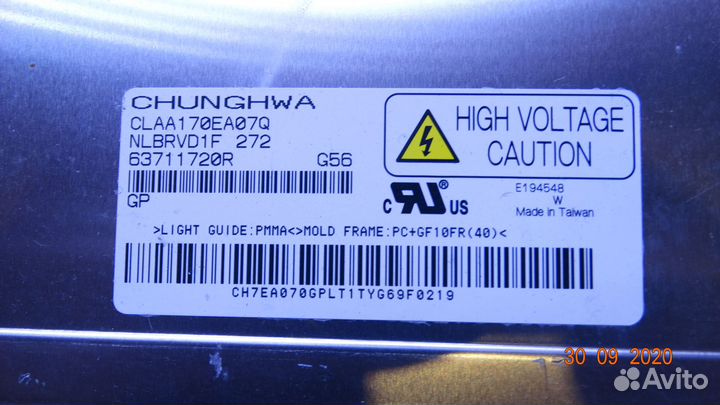 CHUNGHWA
CLAA170EA07Q
NLBRVD1F 272
63711720R G56
GP
HIGH VOLTAGE
CAUTION
c RU ® US
E194548
W
Made in Taiwan
>LIGHT GUIDE:PMMA<>MOLD FRAME:PC+GF10FR(40)<
CH7EA070GPLT1TYG69F0219
30 09 2020
Avito